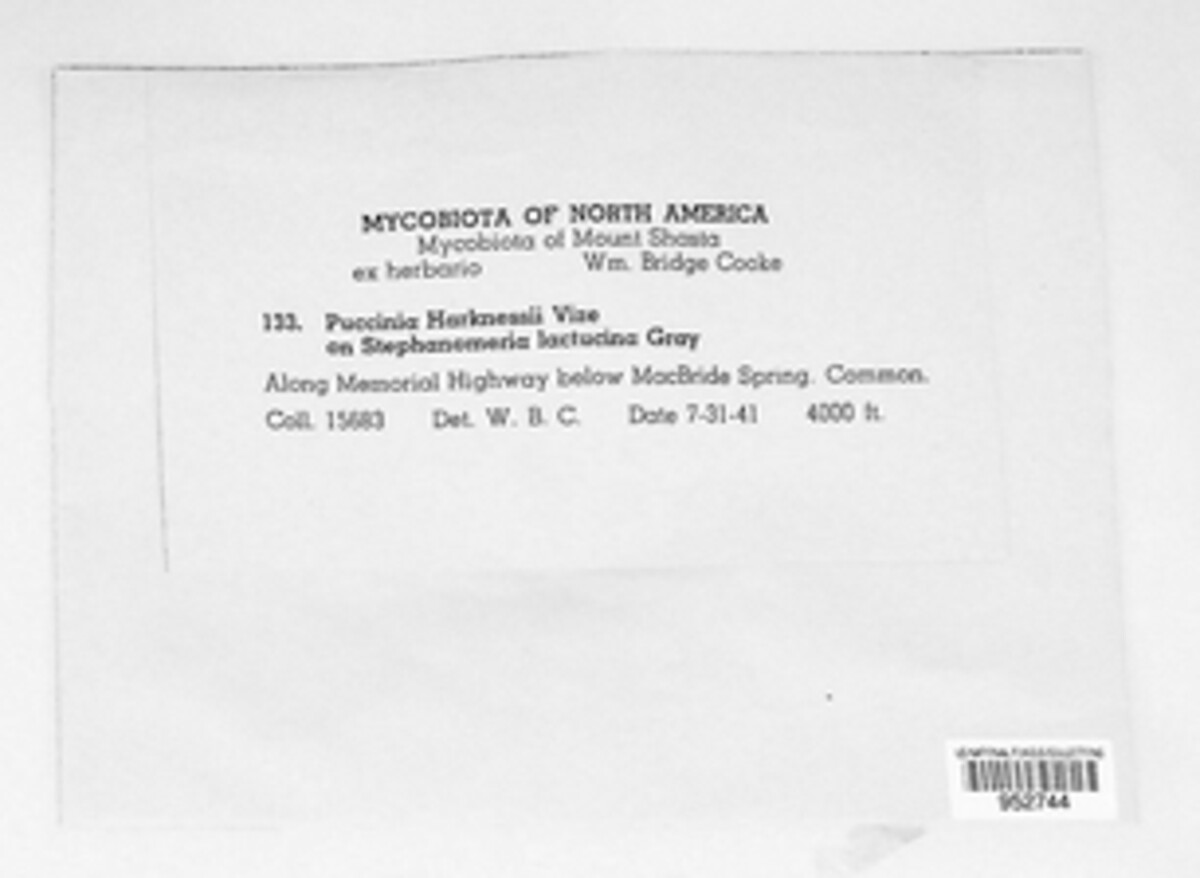 MYCOBIOTA OF NORTH AMERICA
Mycobiota of Mount Shasta
ex herbario Wm. Bridge Cooke
133. Puccinia Harknessii Vize
on Stephanomeria lactucina Gray
Along Memorial Highway below MacBride Spring. Common.
Coll. 15683 Det. W. B. C. Date 7-31-41 4000 ft.
952744